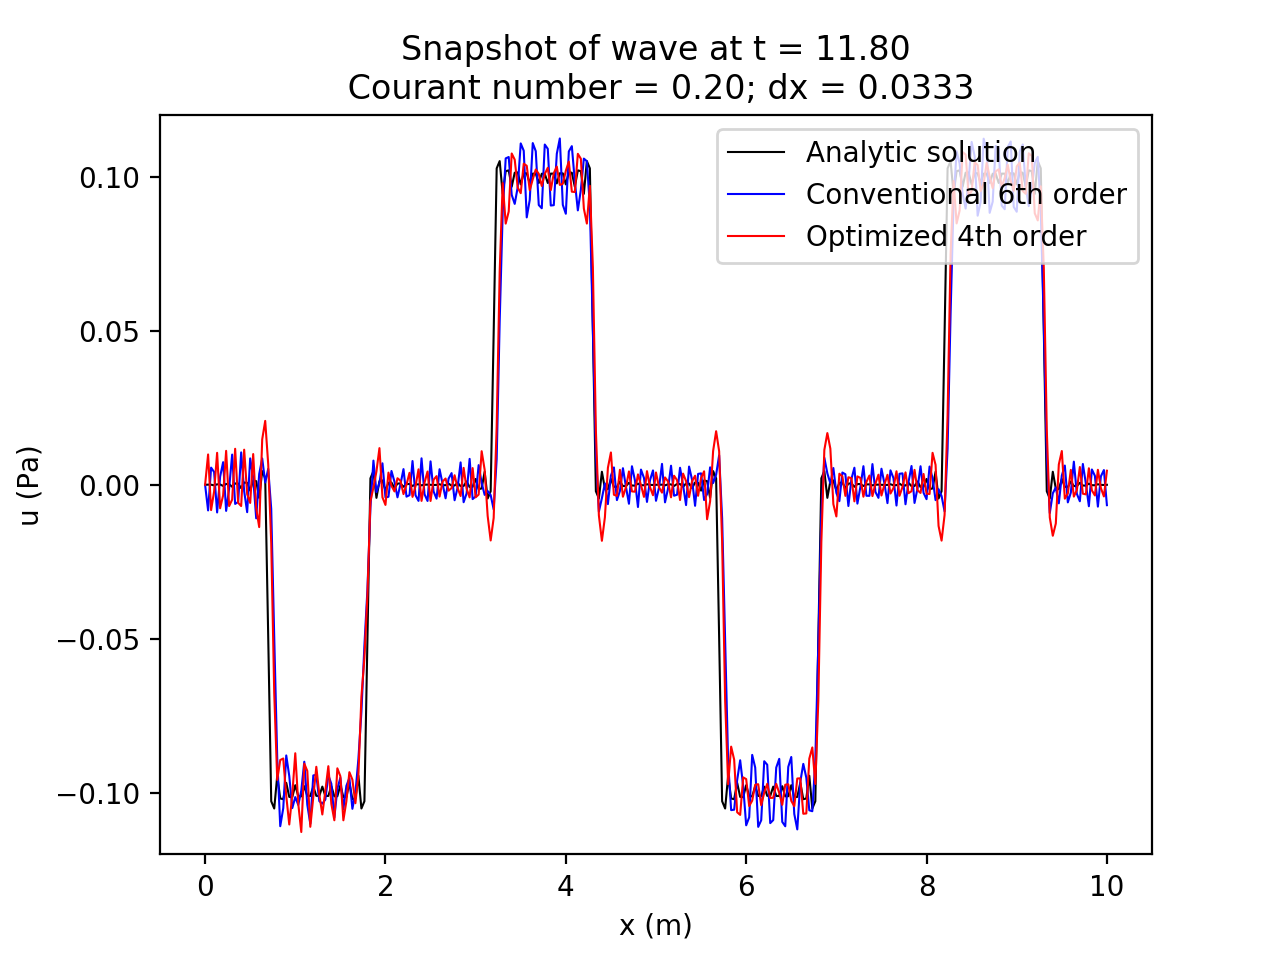 Snapshot of wave at t = 11.80
Courant number = 0.20; dx = 0.0333
Analytic solution
Conventional 6th order
Optimized 4th order
0.10
0.05
0.00
−0.05
−0.10
u (Pa)
0 2 4 6 8 10
x (m)